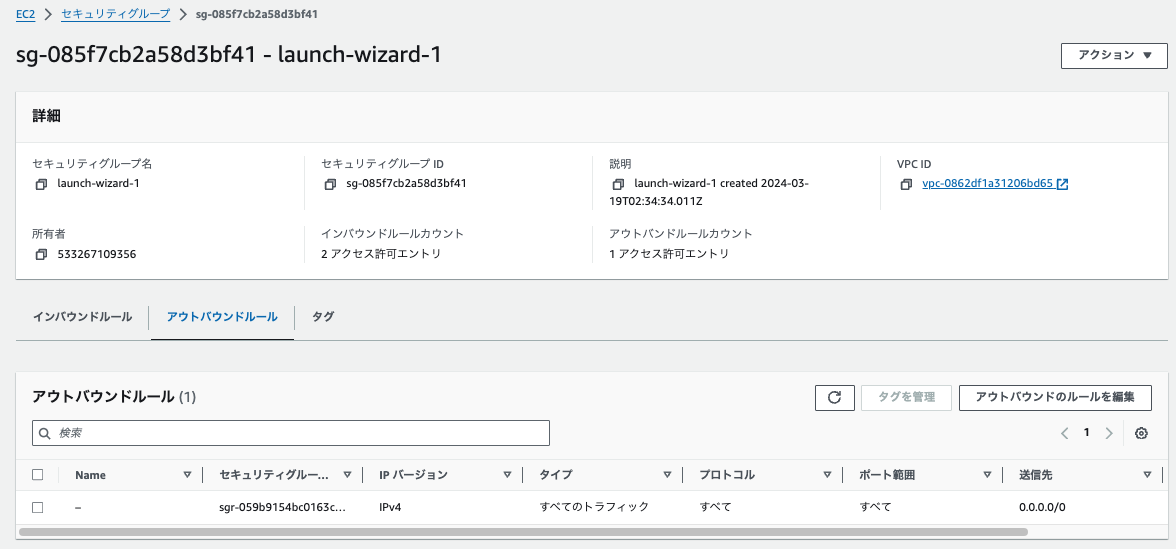 EC2 セキュリティグループ sg-085f7cb2a58d3bf41
sg-085f7cb2a58d3bf41 - launch-wizard-1
アクション
詳細
セキュリティグループ名 セキュリティグループ ID 説明 VPC ID
launch-wizard-1 sg-085f7cb2a58d3bf41 launch-wizard-1 created 2024-03-19T02:34:34.011Z vpc-0862df1a31206bd65
所有者 インバウンドルールカウント アウトバンドルールカウント
533267109356 2 アクセス許可エントリ 1 アクセス許可エントリ
インバウンドルール アウトバウンドルール タグ
アウトバウンドルール (1) タグを管理 アウトバウンドのルールを編集
検索 1
Name セキュリティグルー... IP バージョン タイプ プロトコル ポート範囲 送信先
– sgr-059b9154bc0163c... IPv4 すべてのトラフィック すべて すべて 0.0.0.0/0